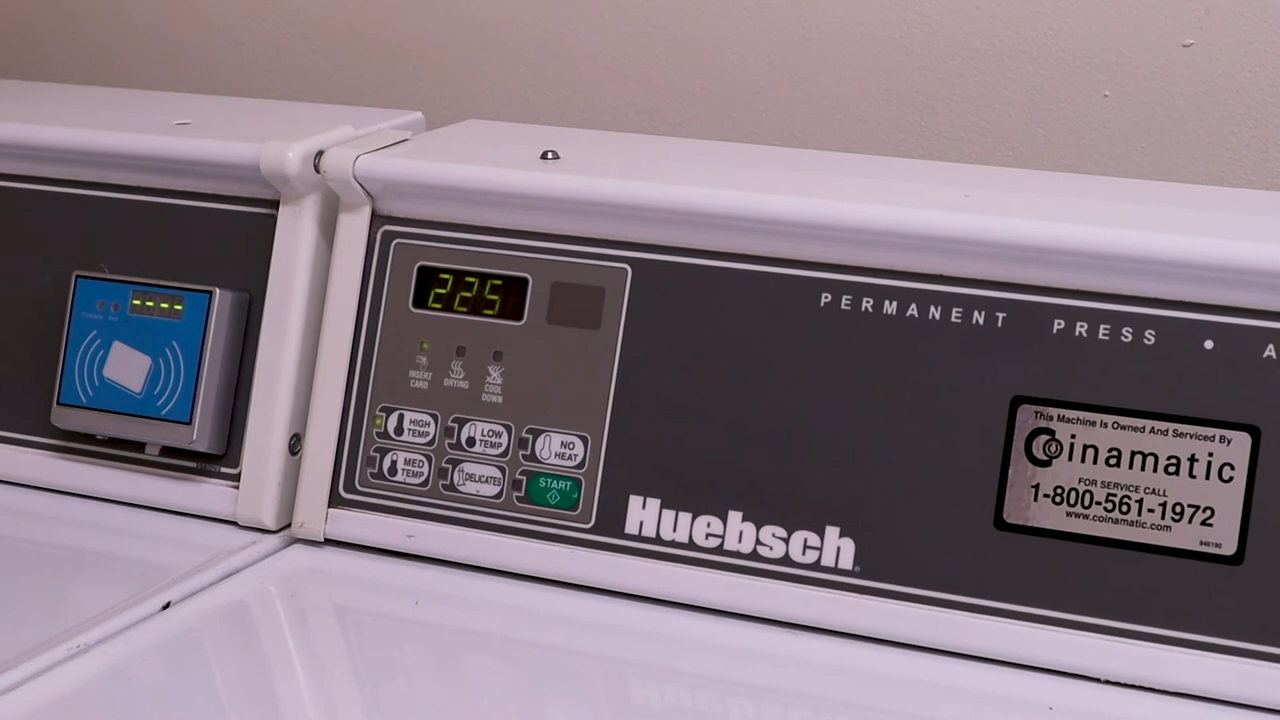 225
INSERT
CARD
DRYING
COOL
DOWN
HIGH
TEMP
LOW
TEMP
NO
HEAT
MED
TEMP
DELICATES
START
Huebsch
PERMANENT PRESS • A
This Machine Is Owned And Serviced By
Coinamatic
FOR SERVICE CALL
1-800-561-1972
www.coinamatic.com